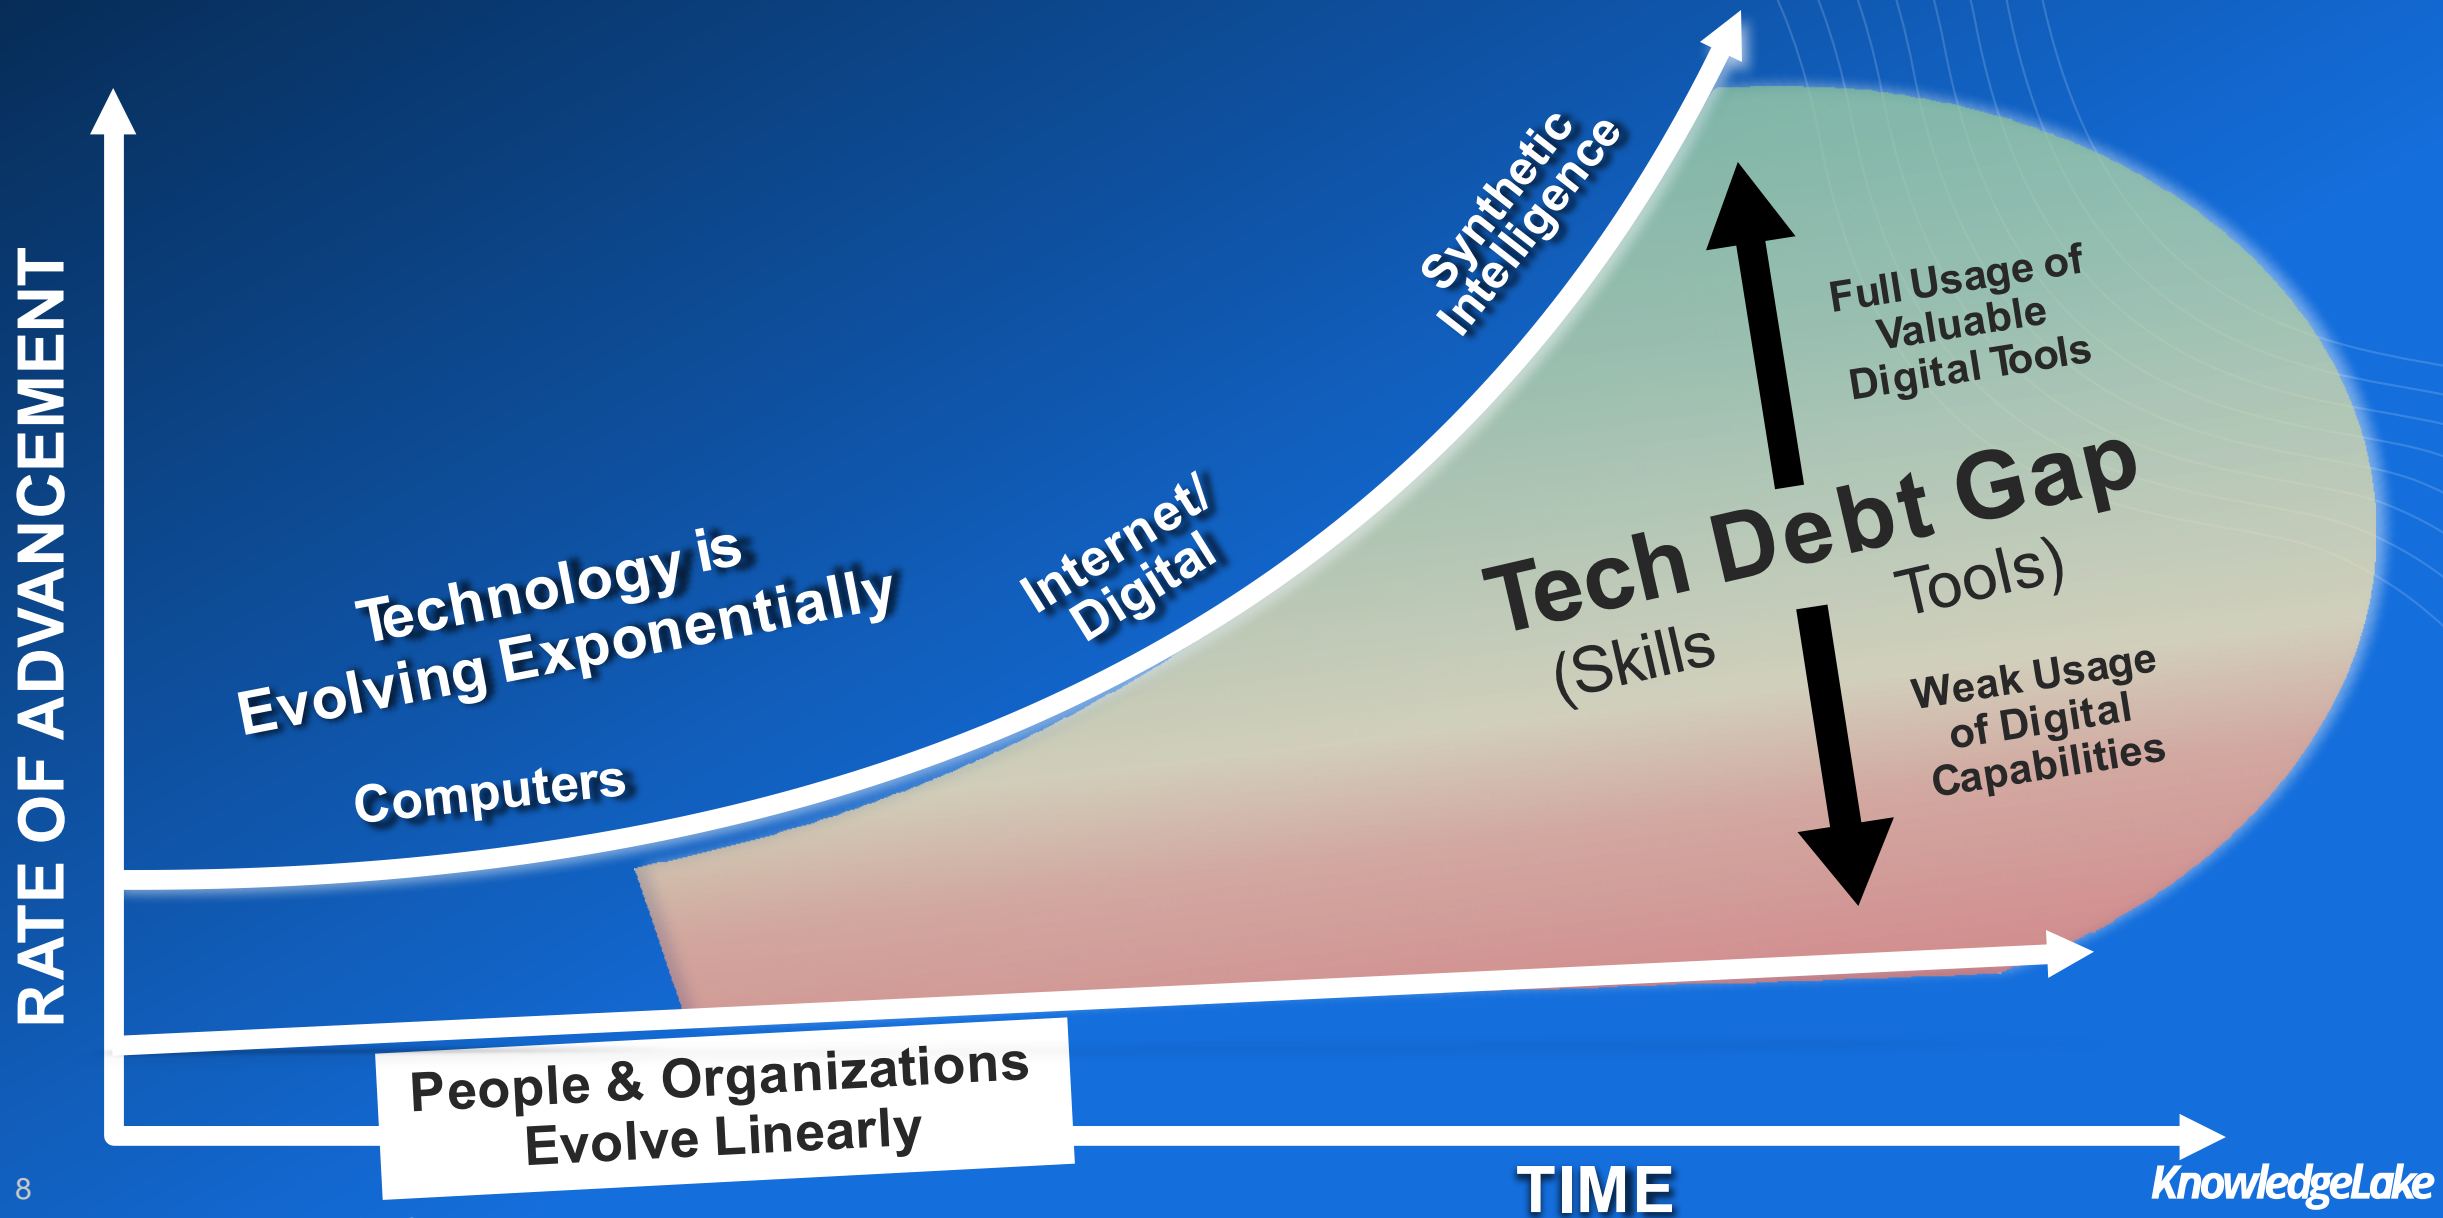 RATE OF ADVANCEMENT
Technology is
Evolving Exponentially
Computers
Internet/
Digital
Synthetic
Intelligence
Full Usage of
Valuable
Digital Tools
Tech Debt Gap
(Skills Tools)
Weak Usage
of Digital
Capabilities
People & Organizations
Evolve Linearly
TIME
8
KnowledgeLake